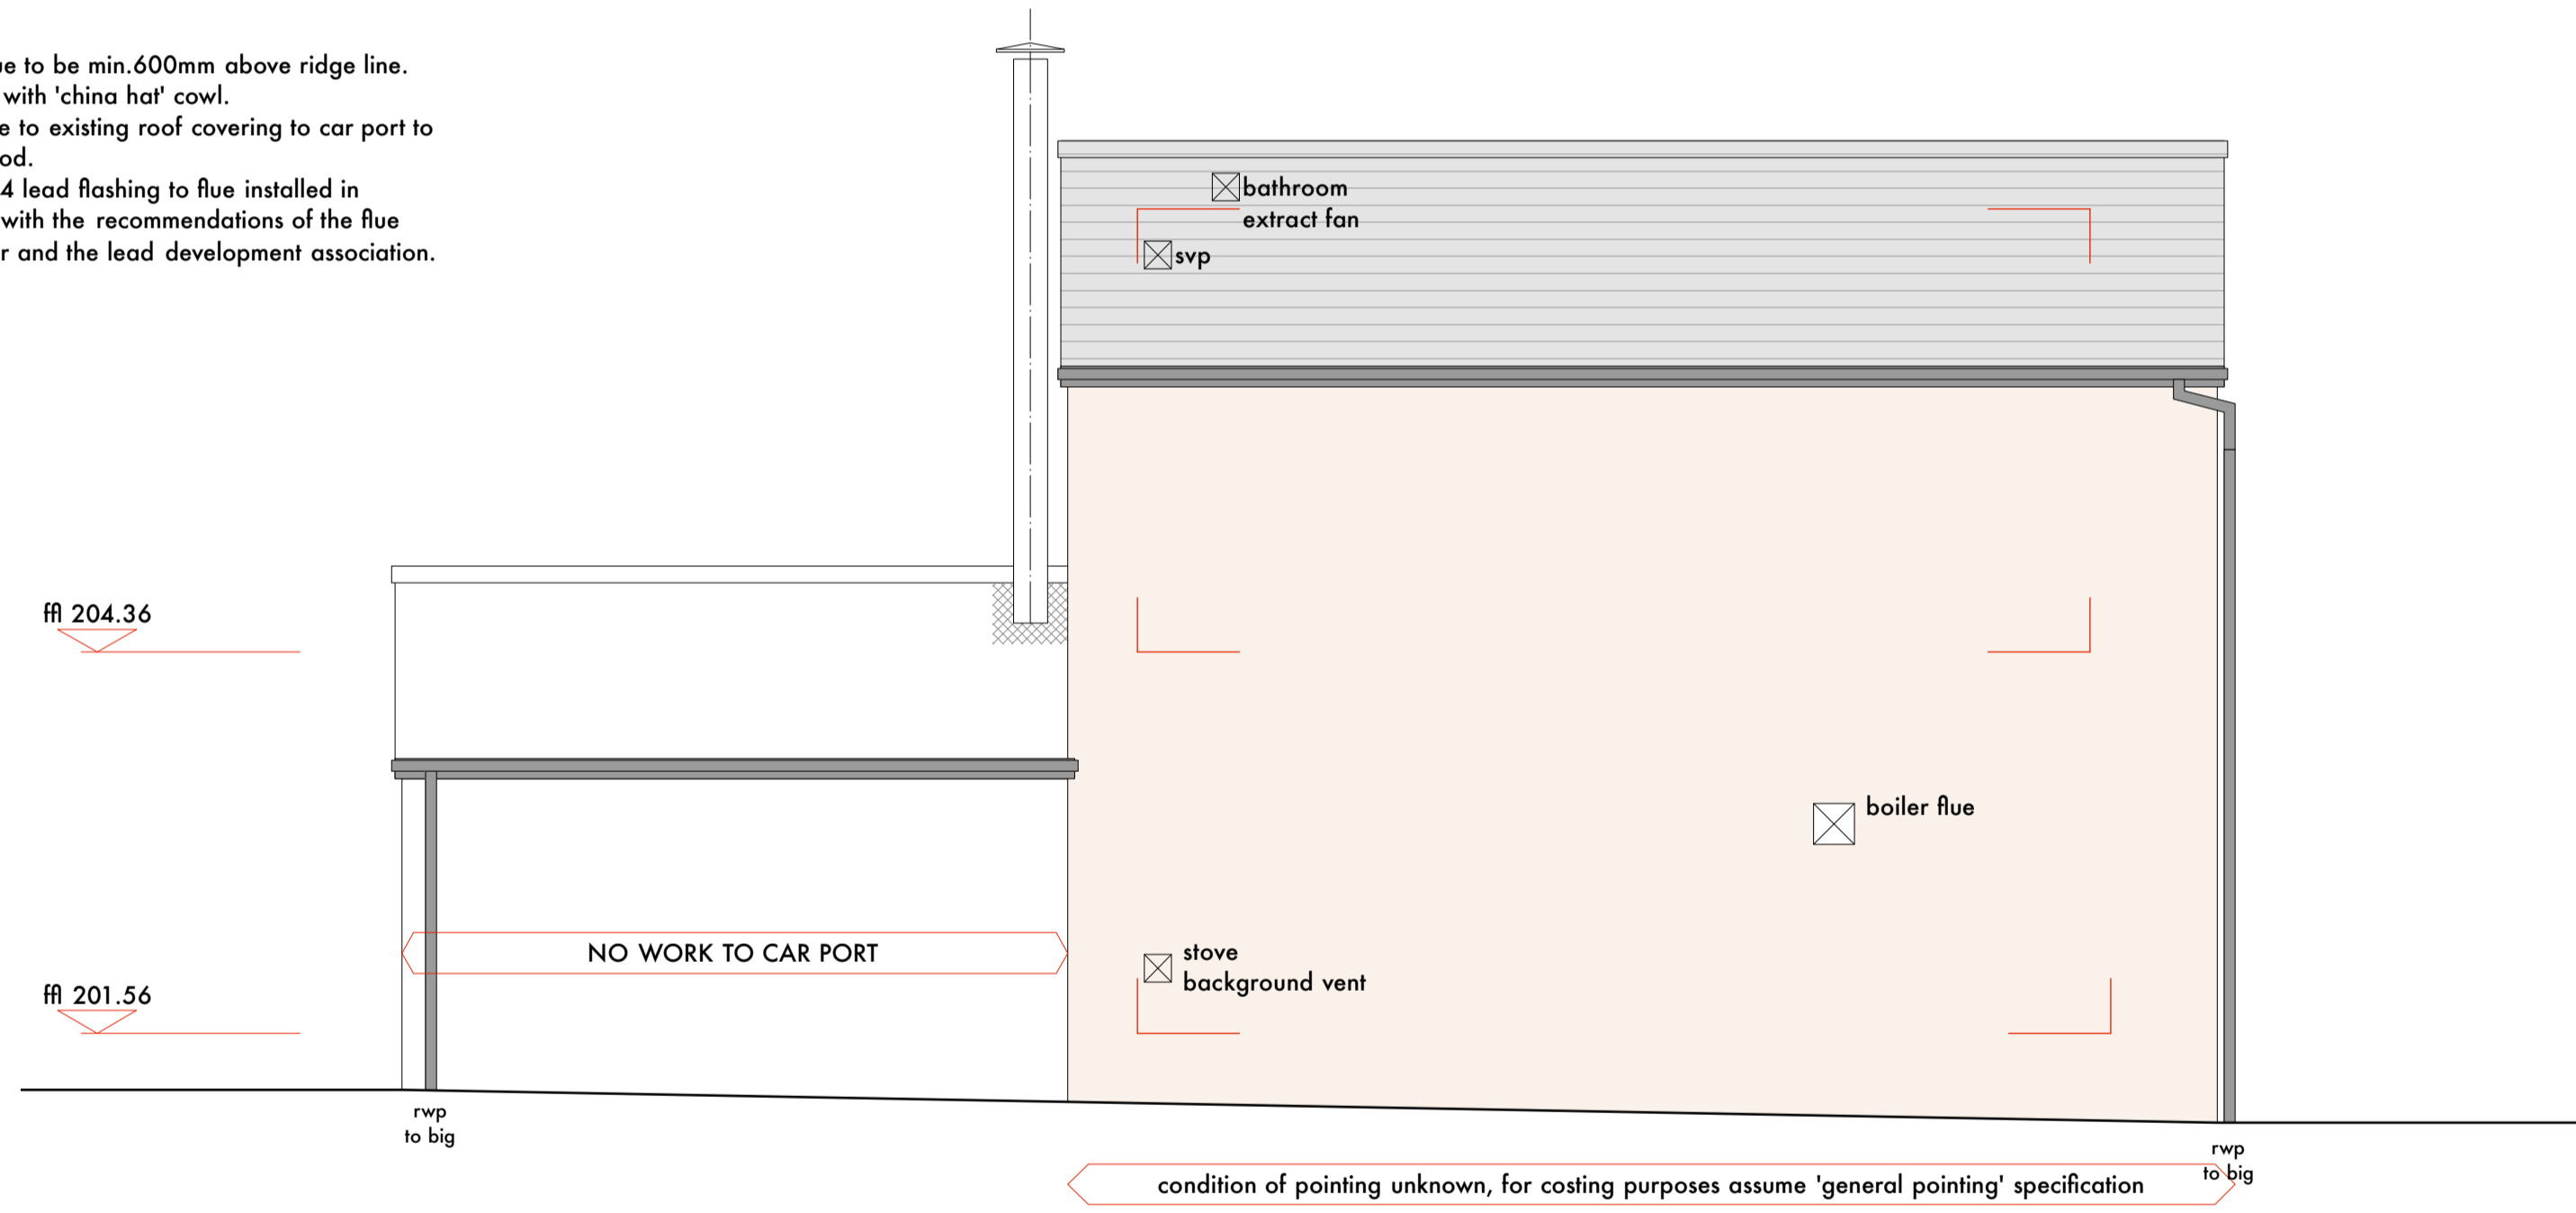 to be min.600mm above ridge line.
with 'china hat' cowl.
to existing roof covering to car port to
4 lead flashing to flue installed in
with the recommendations of the flue
and the lead development association.
bathroom
extract fan
svp
ffl 204.36
boiler flue
NO WORK TO CAR PORT
stove
background vent
ffl 201.56
rwp
to big
rwp
to big
condition of pointing unknown, for costing purposes assume 'general pointing' specification